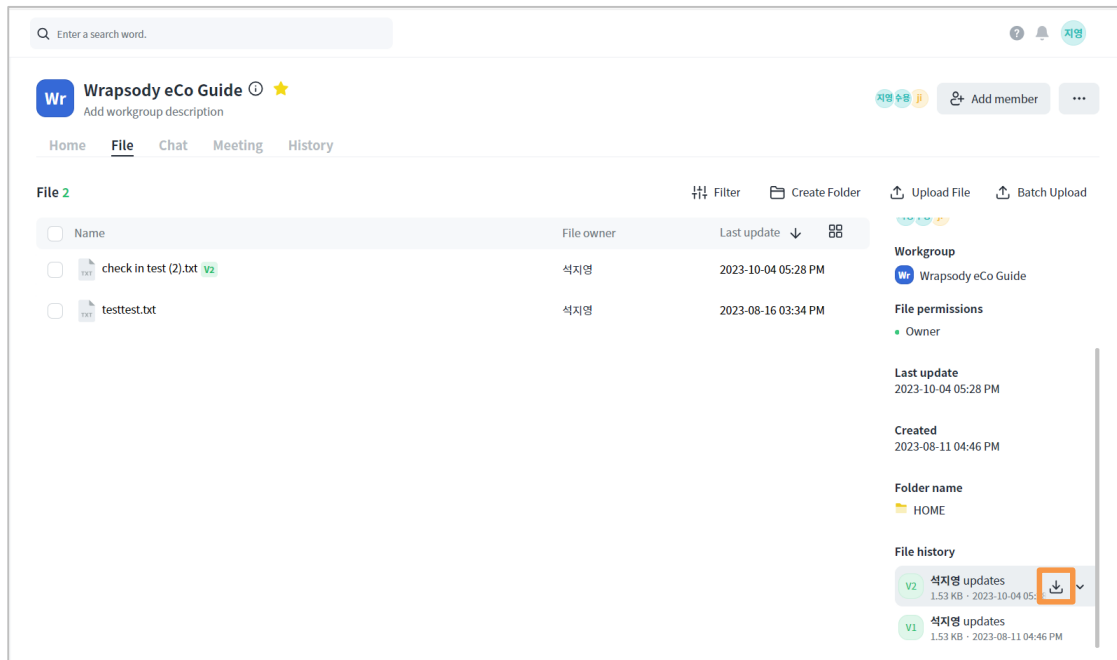 Enter a search word.
지영
Wr Wrapsody eCo Guide
Add workgroup description
지영 수용 ji Add member
Home File Chat Meeting History
File 2 Filter Create Folder Upload File Batch Upload
Name File owner Last update
TXT check in test (2).txt V2 석지영 2023-10-04 05:28 PM
TXT testtest.txt 석지영 2023-08-16 03:34 PM
Workgroup
Wr Wrapsody eCo Guide
File permissions
Owner
Last update
2023-10-04 05:28 PM
Created
2023-08-11 04:46 PM
Folder name
HOME
File history
V2 석지영 updates
1.53 KB · 2023-10-04 05:
V1 석지영 updates
1.53 KB · 2023-08-11 04:46 PM